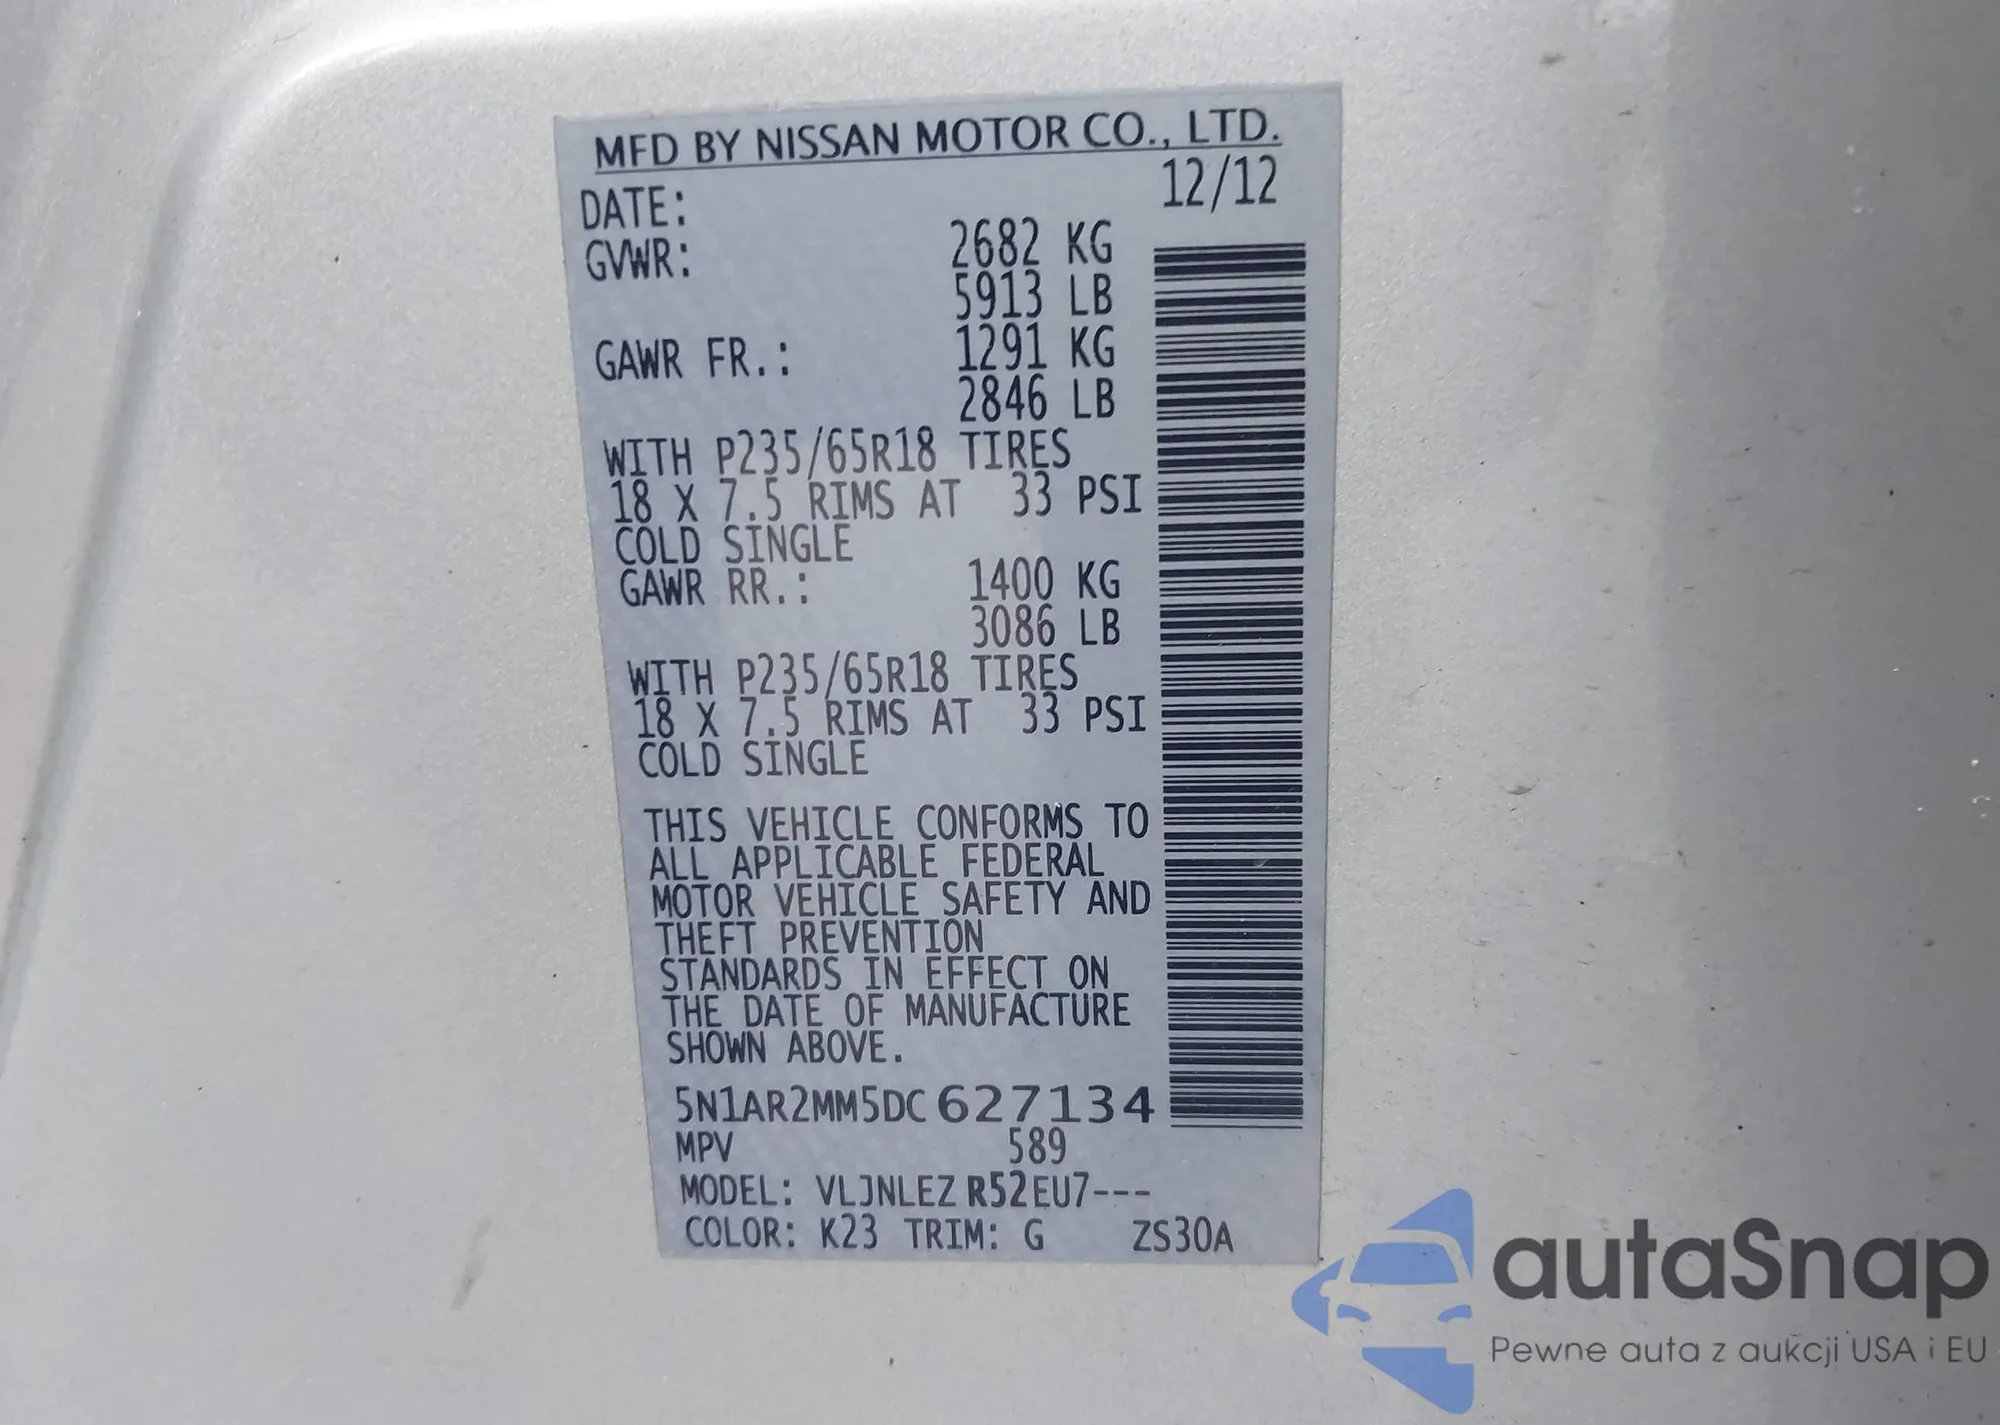 MFD BY NISSAN MOTOR CO., LTD.
DATE: 12/12
GVWR: 2682 KG
5913 LB
GAWR FR.: 1291 KG
2846 LB
WITH P235/65R18 TIRES
18 X 7.5 RIMS AT 33 PSI
COLD SINGLE
GAWR RR.: 1400 KG
3086 LB
WITH P235/65R18 TIRES
18 X 7.5 RIMS AT 33 PSI
COLD SINGLE
THIS VEHICLE CONFORMS TO
ALL APPLICABLE FEDERAL
MOTOR VEHICLE SAFETY AND
THEFT PREVENTION
STANDARDS IN EFFECT ON
THE DATE OF MANUFACTURE
SHOWN ABOVE.
5N1AR2MM5DC627134
MPV 589
MODEL: VLJNLEZ R52EU7---
COLOR: K23 TRIM: G ZS30A
autaSnap
Pewne auta z aukcji USA i EU